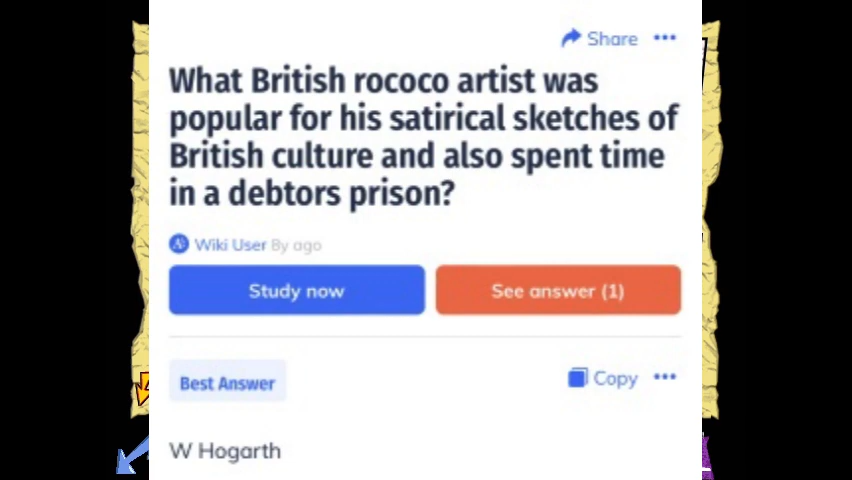 Share
What British rococo artist was
popular for his satirical sketches of
British culture and also spent time
in a debtors prison?
Wiki User 8y ago
Study now
See answer (1)
Best Answer
Copy
W Hogarth